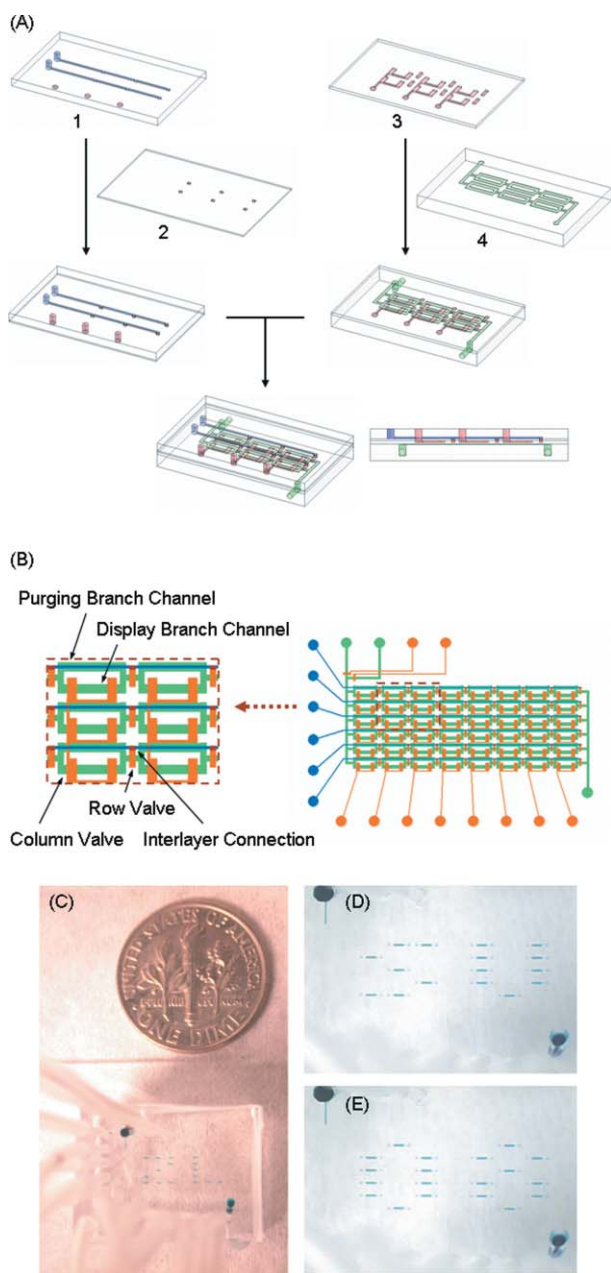 (A)
1
3
2
4
(B)
Purging Branch Channel
Display Branch Channel
Row Valve
Column Valve
Interlayer Connection
(C)
(D)
UNITED STATES OF AMERICA
ONE DIME
(E)